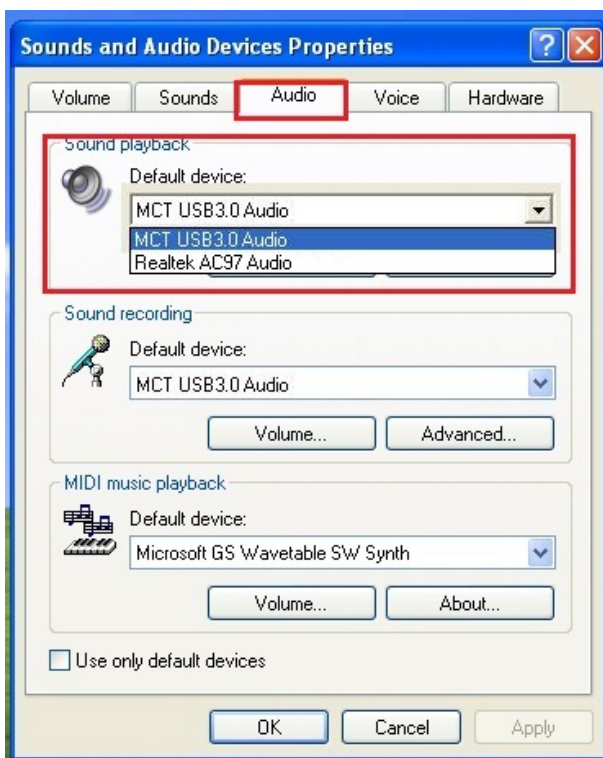 Sounds and Audio Devices Properties
Volume Sounds Audio Voice Hardware
Sound playback
Default device:
MCT USB3.0 Audio
MCT USB3.0 Audio
Realtek AC97 Audio
Sound recording
Default device:
MCT USB3.0 Audio
Volume... Advanced...
MIDI music playback
Default device:
Microsoft GS Wavetable SW Synth
Volume... About...
Use only default devices
OK Cancel Apply